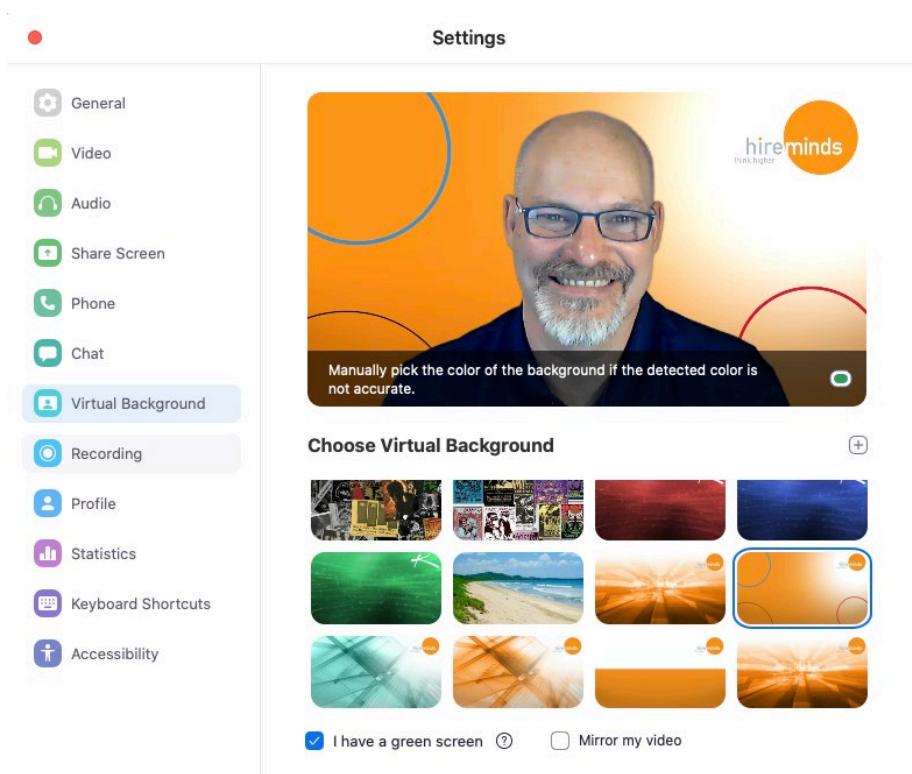 Settings
General
Video
Audio
Share Screen
Phone
Chat
Virtual Background
Recording
Profile
Statistics
Keyboard Shortcuts
Accessibility
hireminds
think higher
Manually pick the color of the background if the detected color is
not accurate.
Choose Virtual Background
I have a green screen
Mirror my video